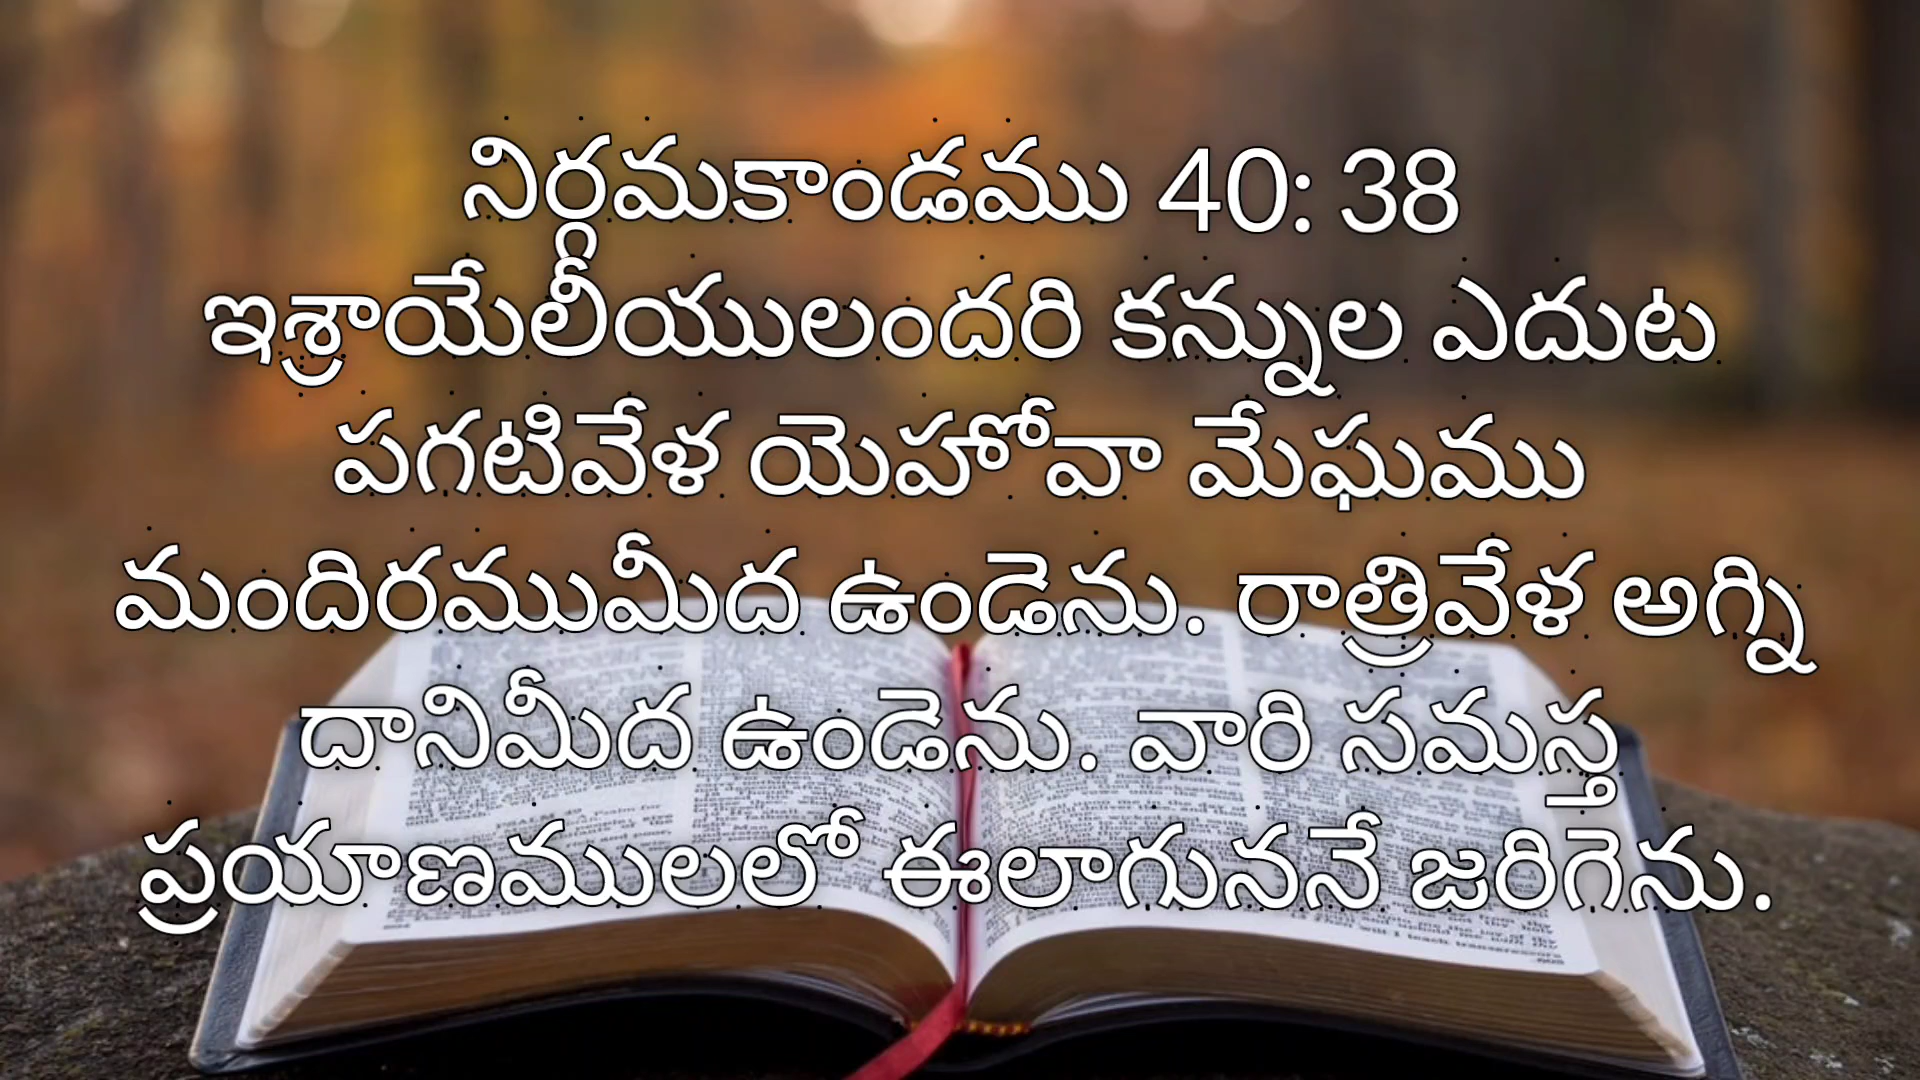 నిర్గమకాండము 40: 38
ఇశ్రాయేలీయులందరి కన్నుల ఎదుట
పగటివేళ యెహోవా మేఘము
మందిరముమీద ఉండెను. రాత్రివేళ అగ్ని
దానిమీద ఉండెను. వారి సమస్త
ప్రయాణములలో ఈలాగుననే జరిగెను.